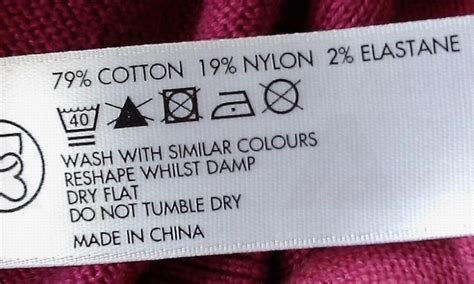 79% COTTON 19% NYLON 2% ELASTANE
40
WASH WITH SIMILAR COLOURS
RESHAPE WHILST DAMP
DRY FLAT
DO NOT TUMBLE DRY
MADE IN CHINA